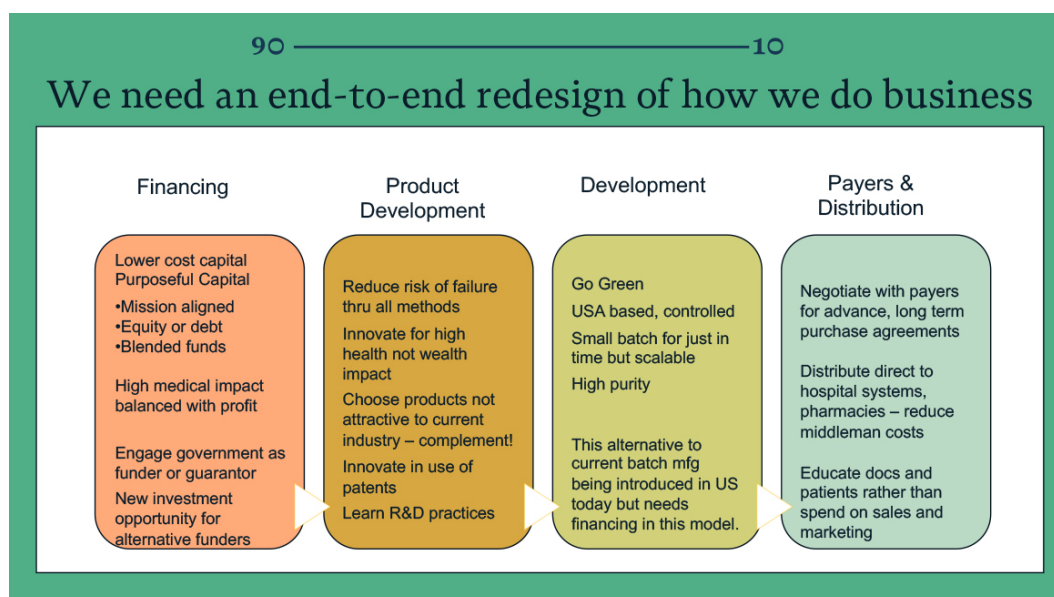 90 10
We need an end-to-end redesign of how we do business
Financing
Lower cost capital
Purposeful Capital
•Mission aligned
•Equity or debt
•Blended funds
High medical impact
balanced with profit
Engage government as
funder or guarantor
New investment
opportunity for
alternative funders
Product
Development
Reduce risk of failure
thru all methods
Innovate for high
health not wealth
impact
Choose products not
attractive to current
industry – complement!
Innovate in use of
patents
Learn R&D practices
Development
Go Green
USA based, controlled
Small batch for just in
time but scalable
High purity
This alternative to
current batch mfg
being introduced in US
today but needs
financing in this model.
Payers &
Distribution
Negotiate with payers
for advance, long term
purchase agreements
Distribute direct to
hospital systems,
pharmacies – reduce
middleman costs
Educate docs and
patients rather than
spend on sales and
marketing